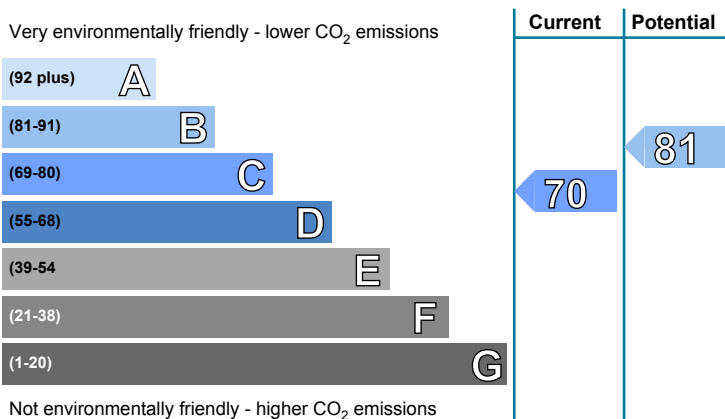 Very environmentally friendly - lower CO2 emissions
Current
Potential
(92 plus) A
(81-91) B
(69-80) C
(55-68) D
(39-54 E
(21-38) F
(1-20) G
70
81
Not environmentally friendly - higher CO2 emissions